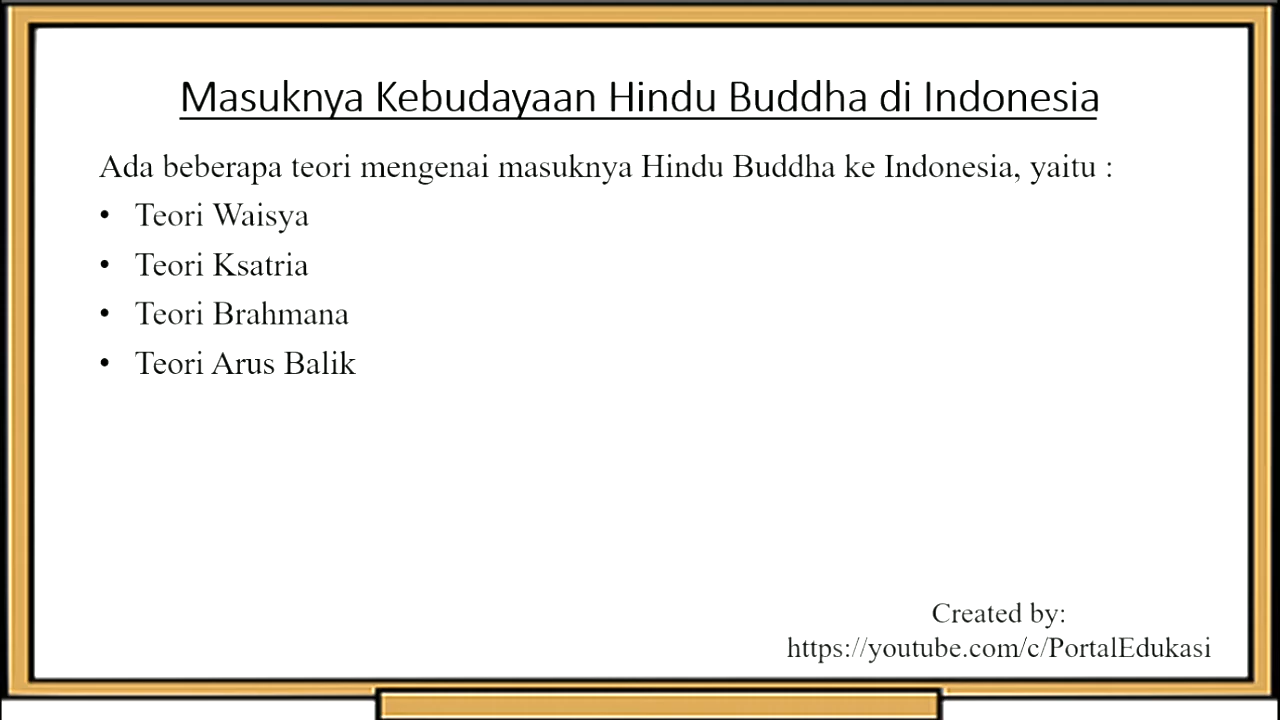 Masuknya Kebudayaan Hindu Buddha di Indonesia
Ada beberapa teori mengenai masuknya Hindu Buddha ke Indonesia, yaitu :
• Teori Waisya
• Teori Ksatria
• Teori Brahmana
• Teori Arus Balik
Created by:
https://youtube.com/c/PortalEdukasi